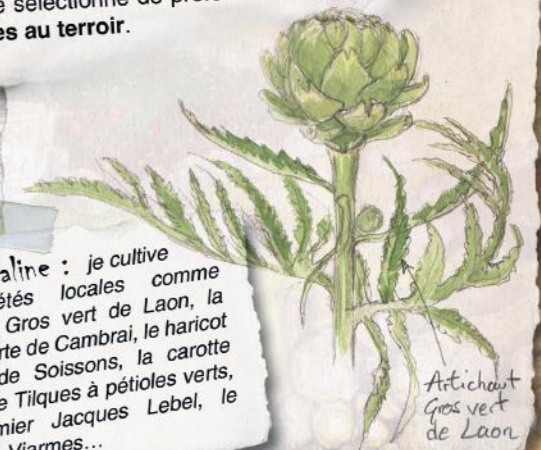 sélectionne de
es au terroir.
aline : je cultive
étés locales comme
Gros vert de Laon, la
rte de Cambrai, le haricot
de Soissons, la carotte
e Tilques à pétioles verts,
mier Jacques Lebel, le
Viarmes...
Artichaut
Gros vert
de Laon